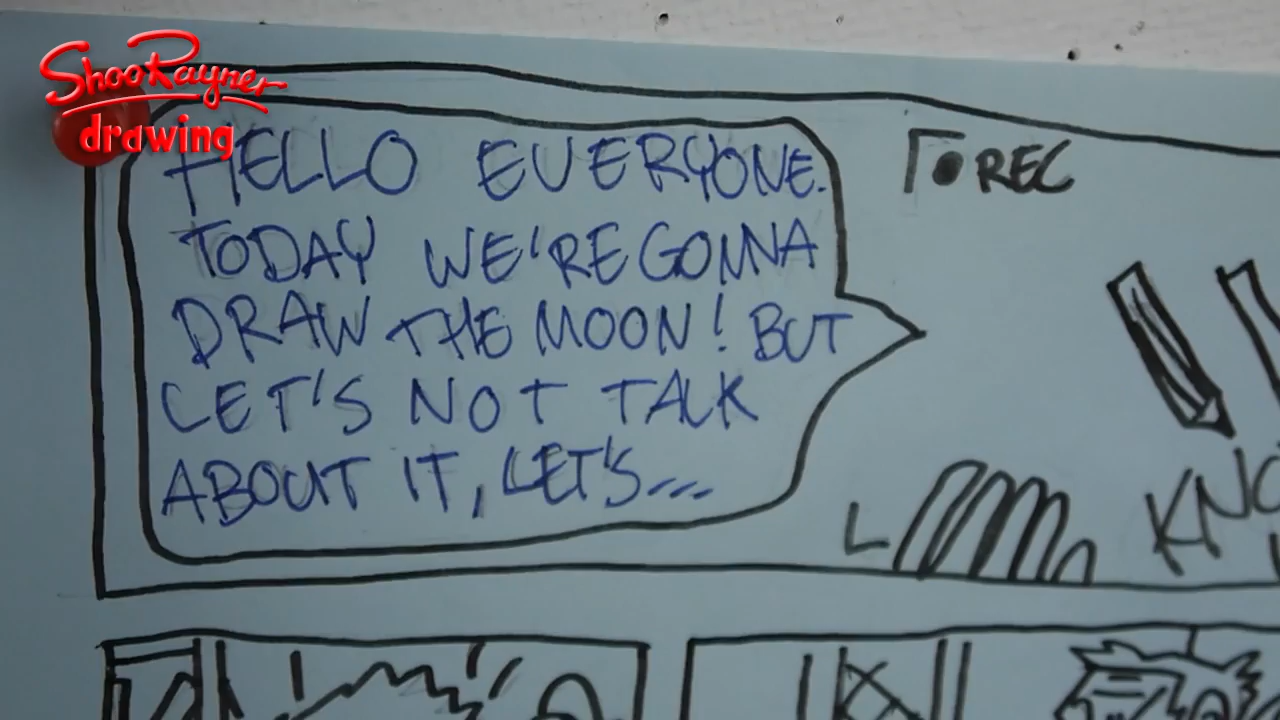 ShooRayner
drawing
HELLO EVERYONE.
TODAY WE'RE GONNA
DRAW THE MOON! BUT
LET'S NOT TALK
ABOUT IT, LET'S...
REC